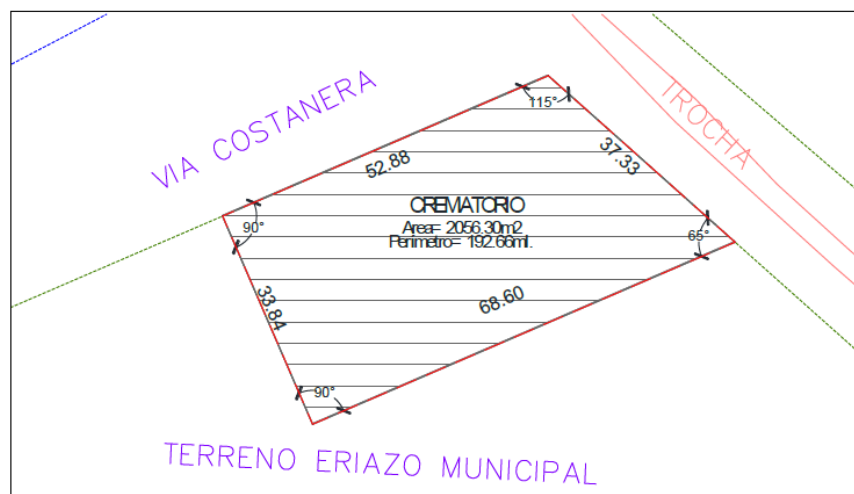 VIA COSTANERA
TROCHA
115°
52.88
37.33
CREMATORIO
Area= 2056.30m2
Perimetro= 192.66ml.
90°
65°
33.84
68.60
90°
TERRENO ERIAZO MUNICIPAL